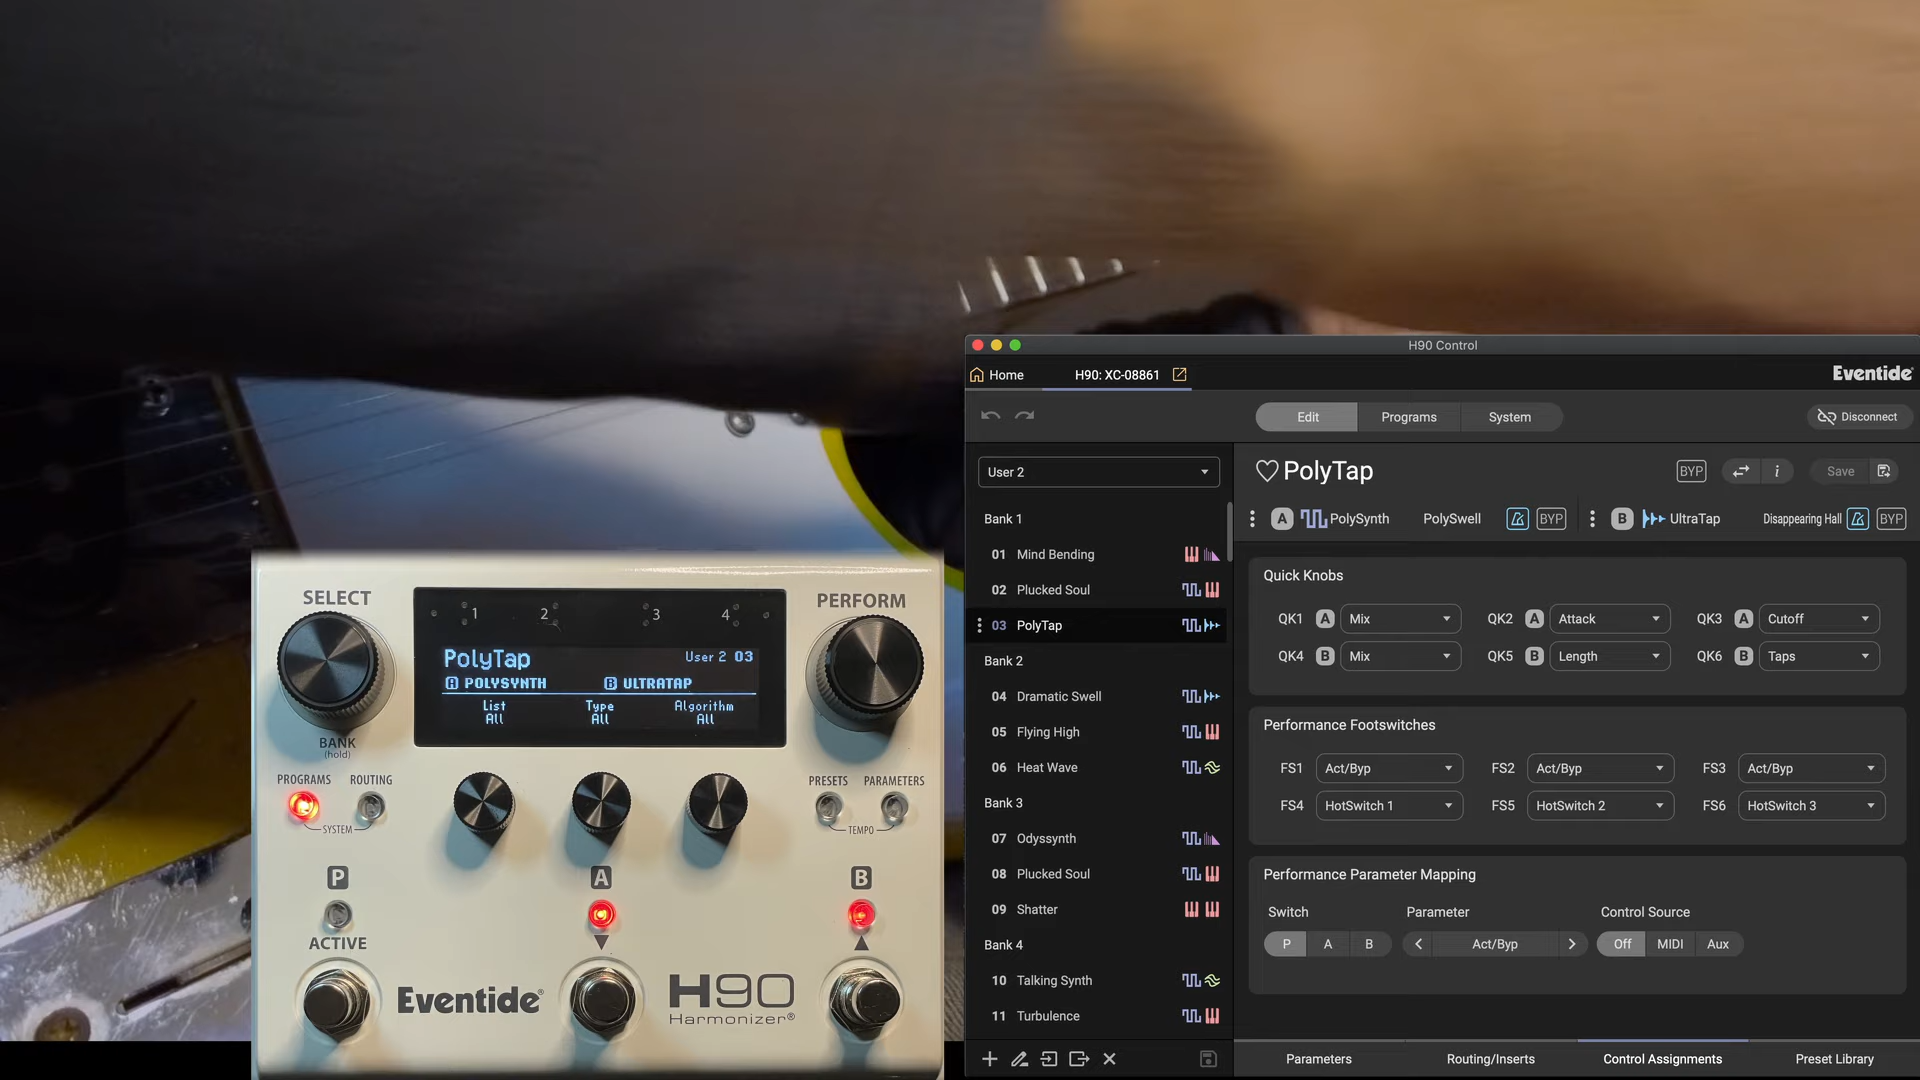 H90 Control
Home
H90: XC-08861
Eventide®
Edit
Programs
System
Disconnect
User 2
PolyTap
BYP
i
Save
A PolySynth PolySwell BYP
B UltraTap Disappearing Hall BYP
Bank 1
01 Mind Bending
02 Plucked Soul
03 PolyTap
Bank 2
04 Dramatic Swell
05 Flying High
06 Heat Wave
Bank 3
07 Odyssynth
08 Plucked Soul
09 Shatter
Bank 4
10 Talking Synth
11 Turbulence
Quick Knobs
QK1 A Mix QK2 A Attack QK3 A Cutoff
QK4 B Mix QK5 B Length QK6 B Taps
Performance Footswitches
FS1 Act/Byp FS2 Act/Byp FS3 Act/Byp
FS4 HotSwitch 1 FS5 HotSwitch 2 FS6 HotSwitch 3
Performance Parameter Mapping
Switch Parameter Control Source
P A B < Act/Byp > Off MIDI Aux
Parameters Routing/Inserts Control Assignments Preset Library
SELECT
1 2 3 4
PERFORM
PolyTap User 2 03
A POLYSYNTH B ULTRATAP
List Type Algorithm
All All All
BANK
(hold)
PROGRAMS ROUTING
SYSTEM
PRESETS PARAMETERS
TEMPO
P A B
ACTIVE
Eventide®
H90
Harmonizer®